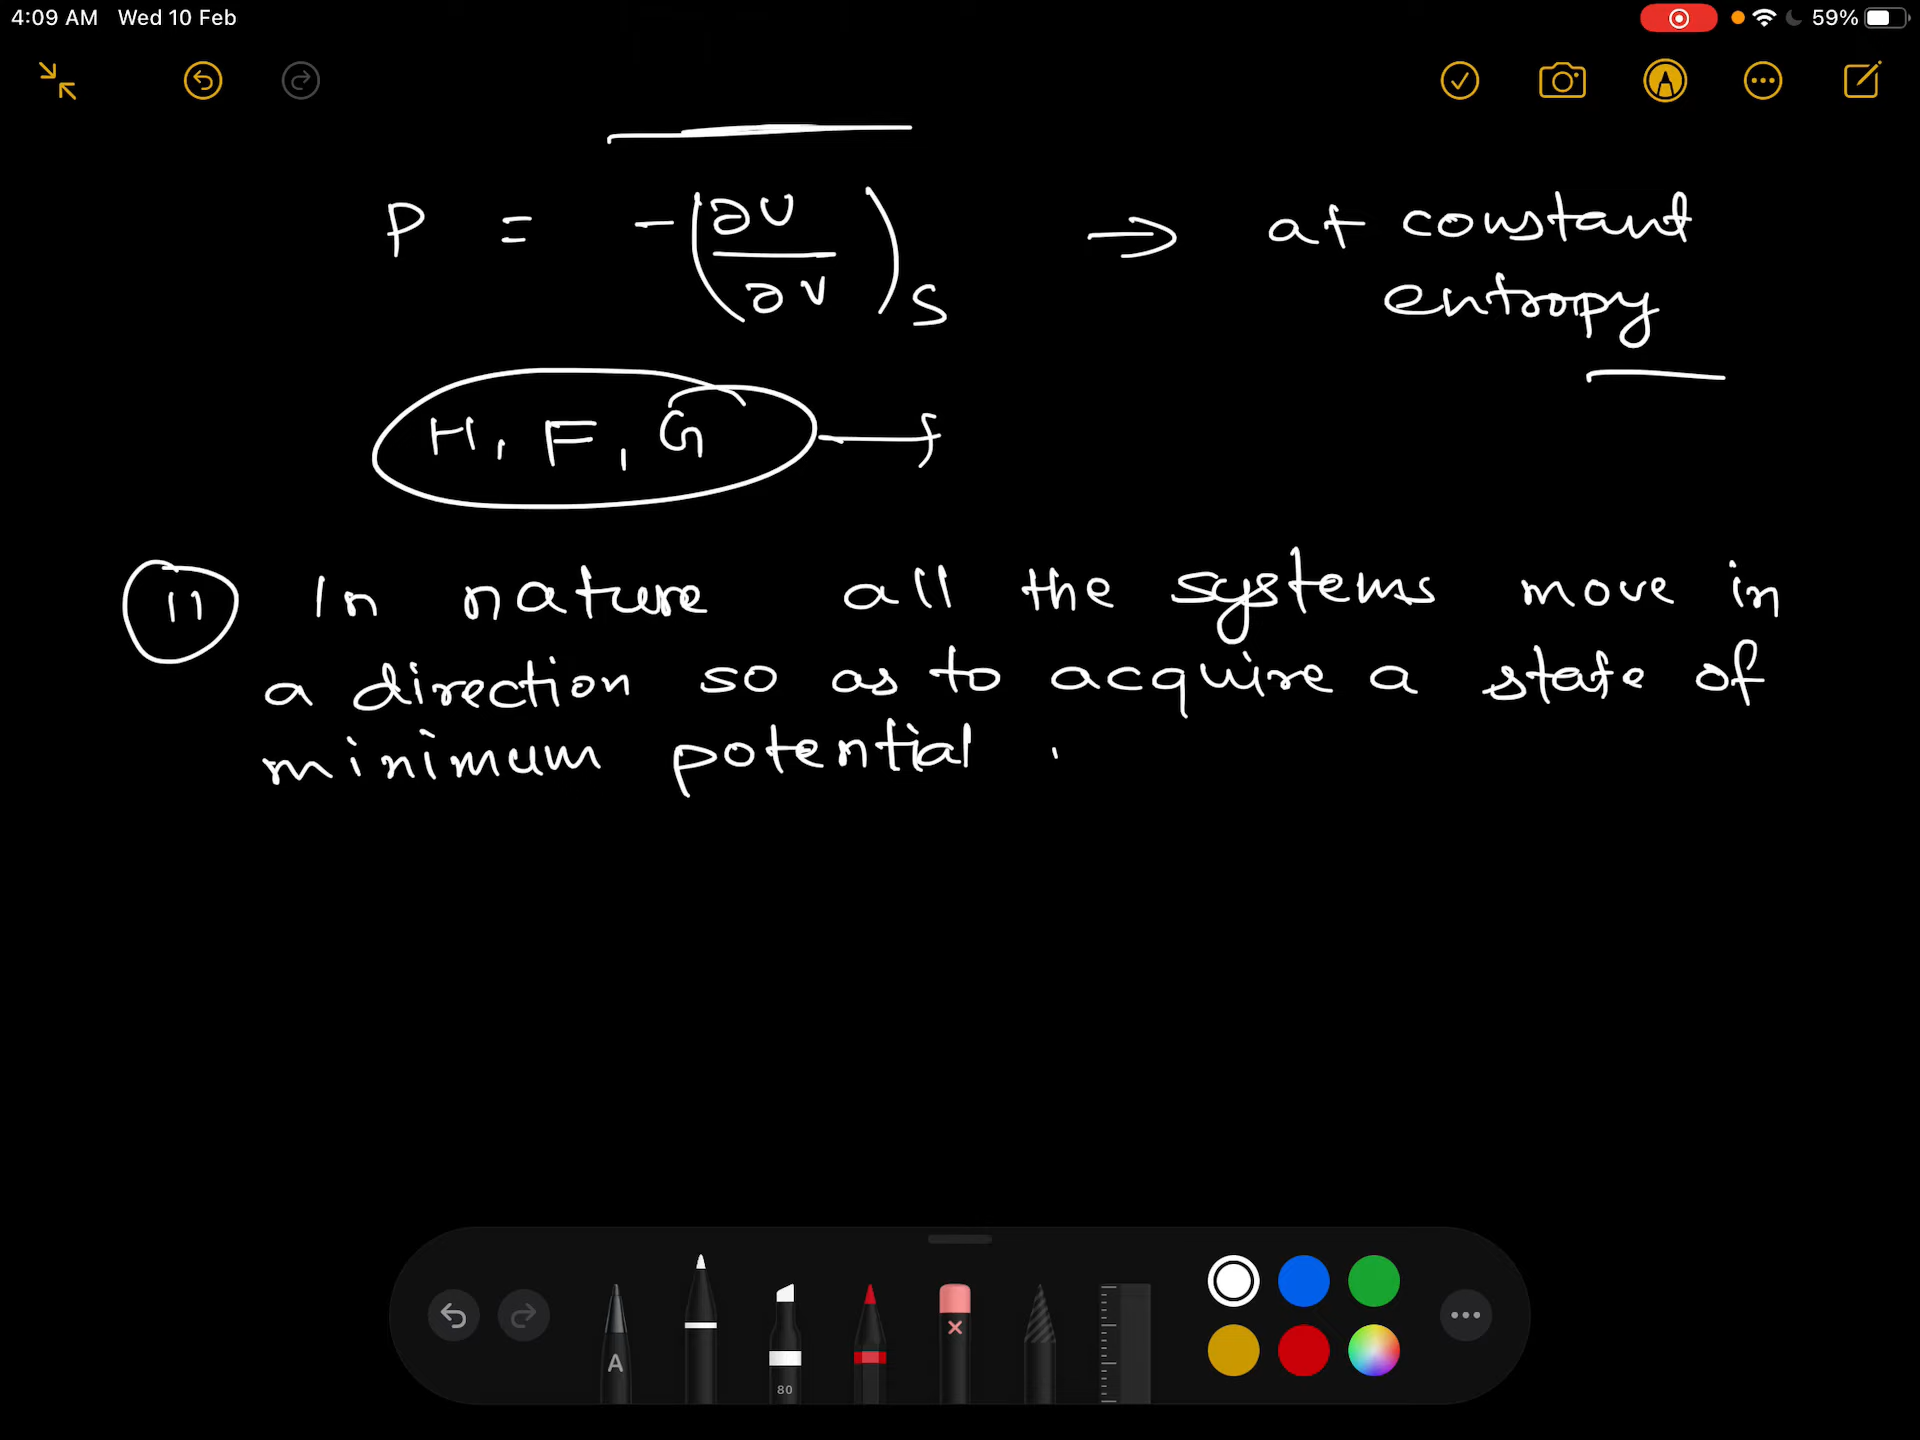 4:09 AM Wed 10 Feb 59%
P = -(∂U/∂V)S ⇒ at constant
entropy
H, F, G — f
11 In nature all the systems move in
a direction so as to acquire a state of
minimum potential .
A
80